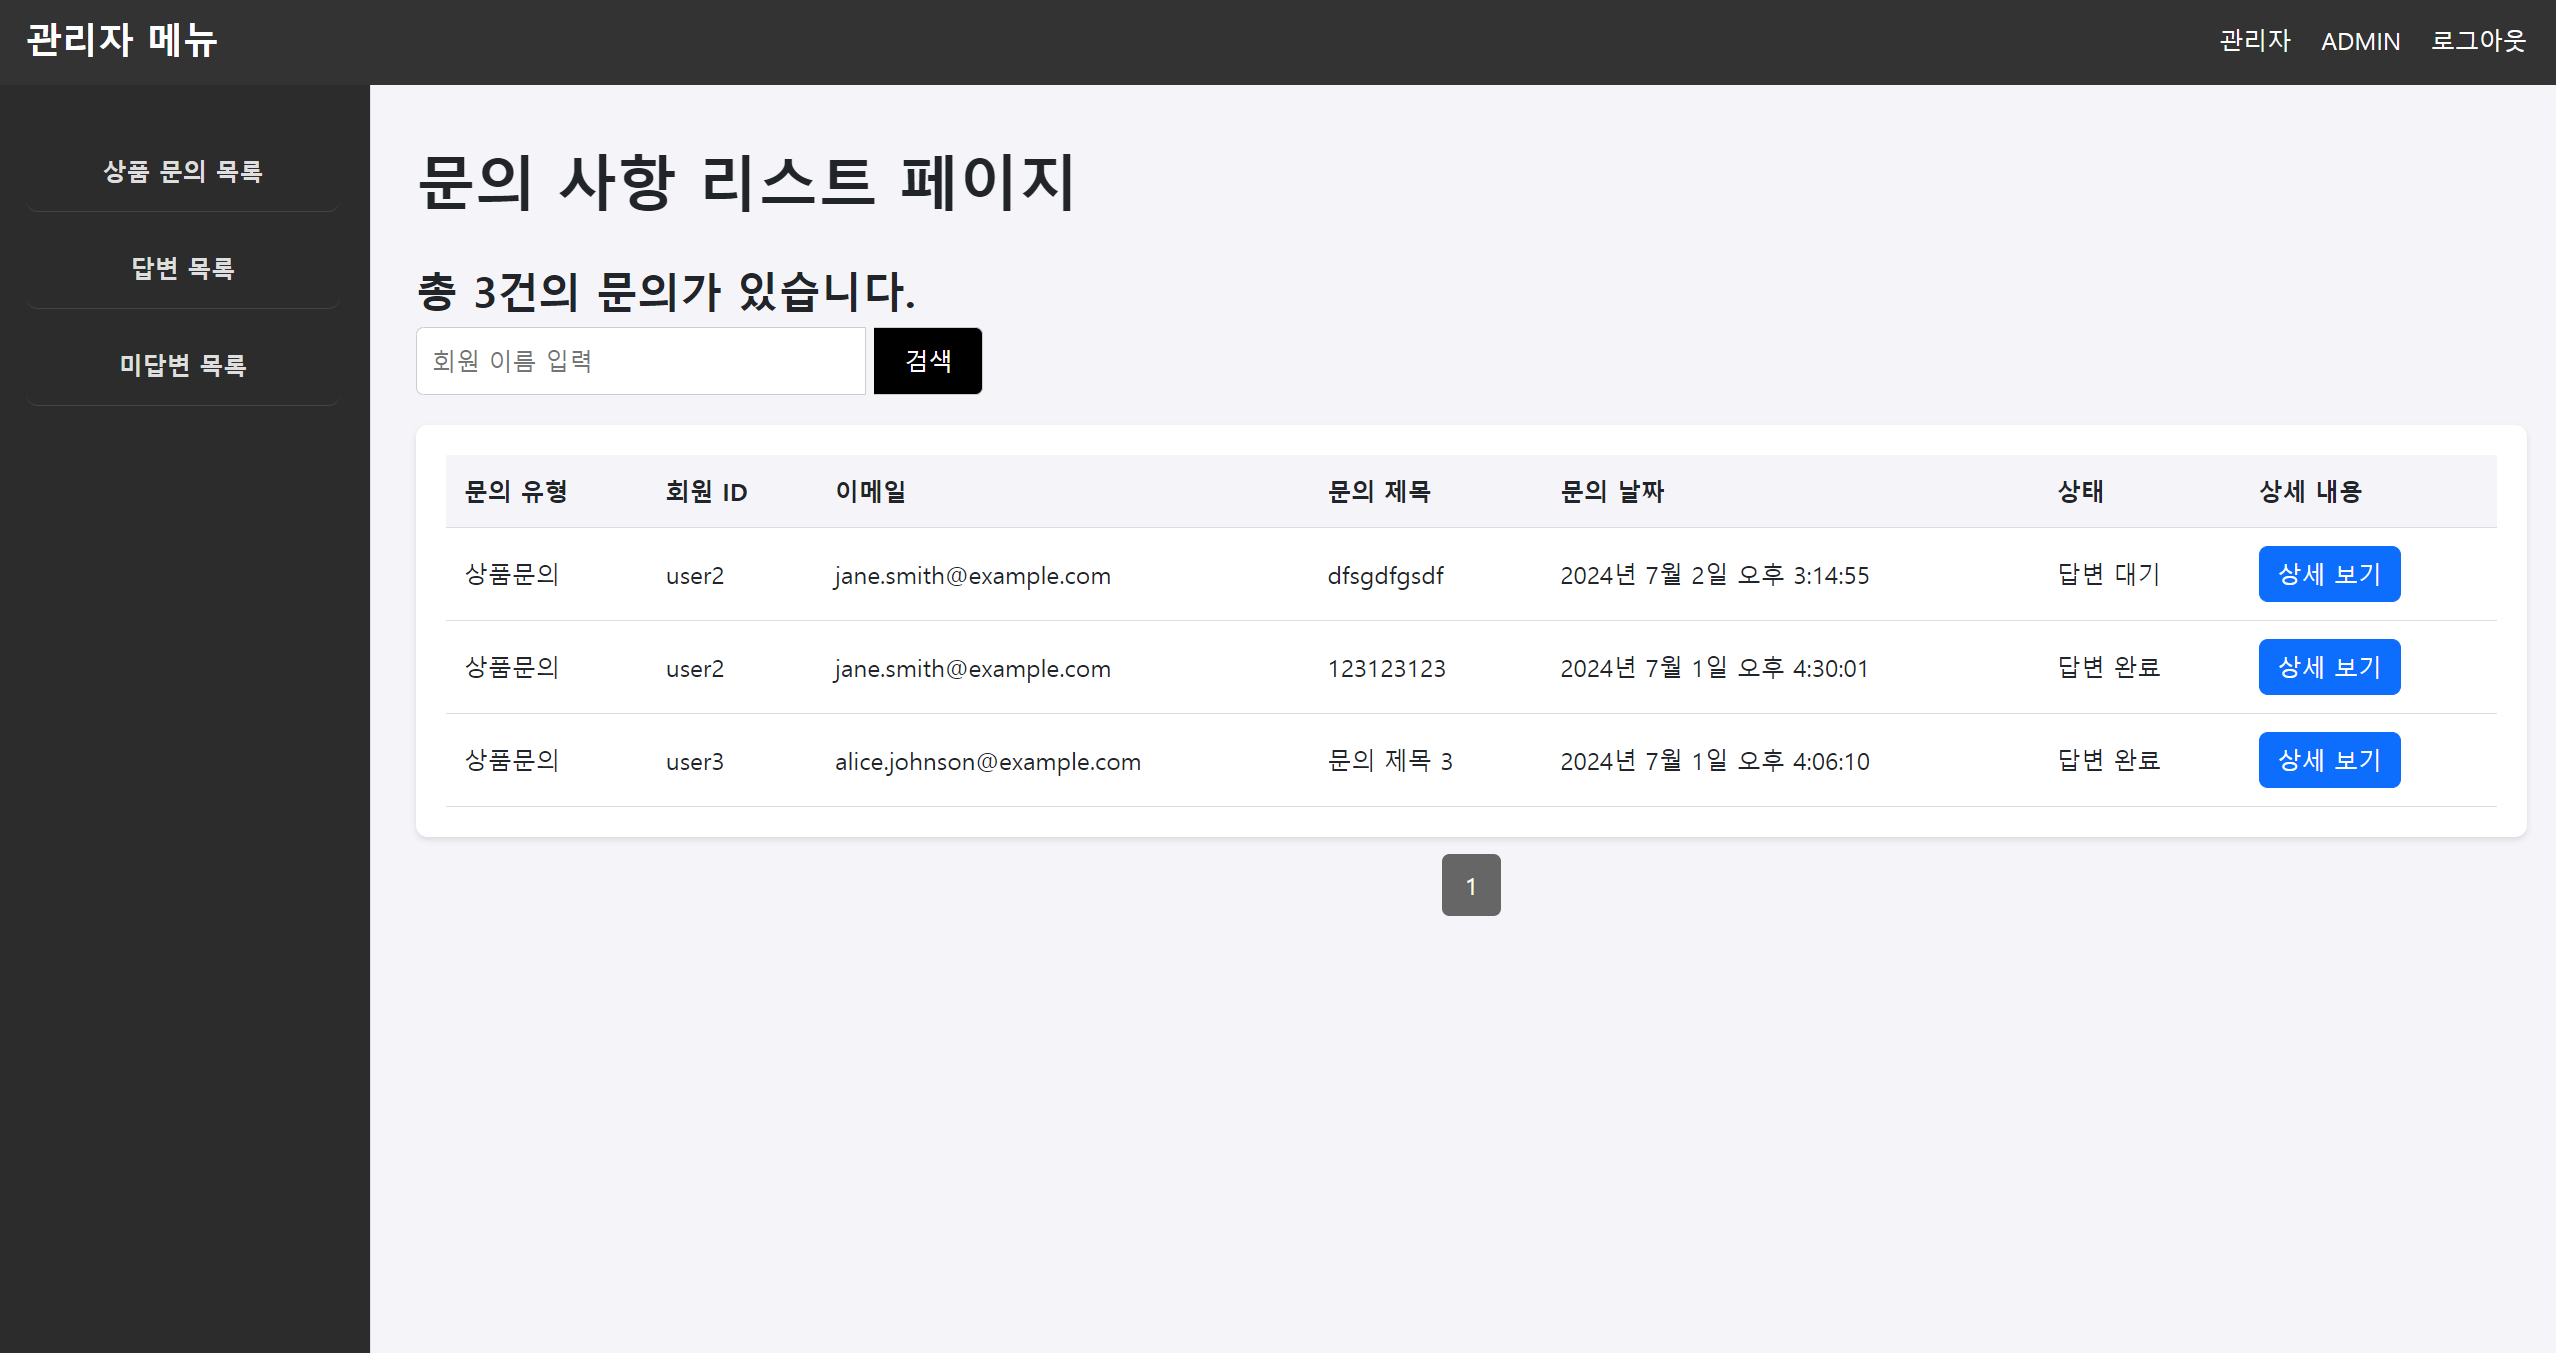 관리자 메뉴
관리자 ADMIN 로그아웃
상품 문의 목록
답변 목록
미답변 목록
문의 사항 리스트 페이지
총 3건의 문의가 있습니다.
회원 이름 입력 검색
문의 유형 회원 ID 이메일 문의 제목 문의 날짜 상태 상세 내용
상품문의 user2 jane.smith@example.com dfsgdfgsdf 2024년 7월 2일 오후 3:14:55 답변 대기 상세 보기
상품문의 user2 jane.smith@example.com 123123123 2024년 7월 1일 오후 4:30:01 답변 완료 상세 보기
상품문의 user3 alice.johnson@example.com 문의 제목 3 2024년 7월 1일 오후 4:06:10 답변 완료 상세 보기
1